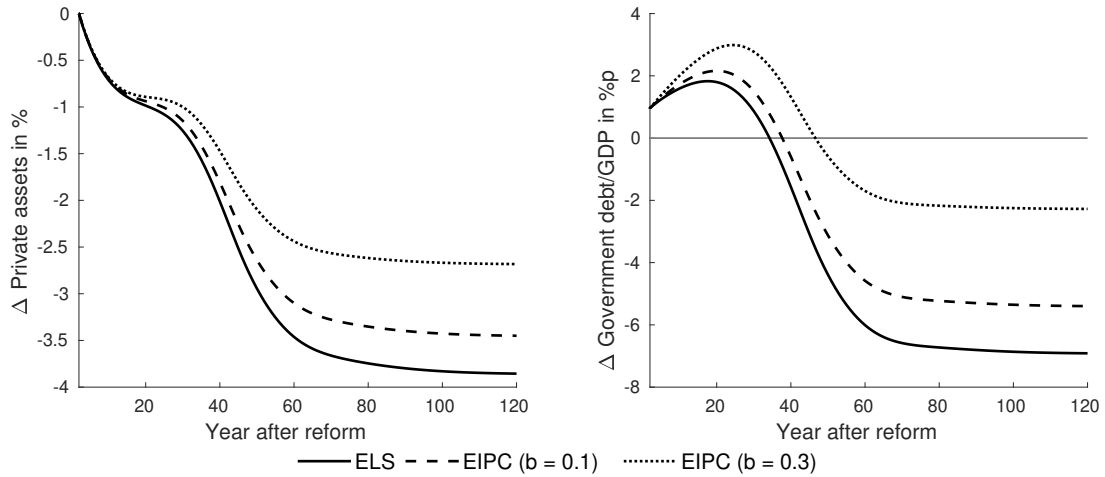 Δ Private assets in %
0
-0.5
-1
-1.5
-2
-2.5
-3
-3.5
-4
20 40 60 80 100 120
Year after reform
Δ Government debt/GDP in %p
4
2
0
-2
-4
-6
-8
20 40 60 80 100 120
Year after reform
ELS EIPC (b = 0.1) EIPC (b = 0.3)